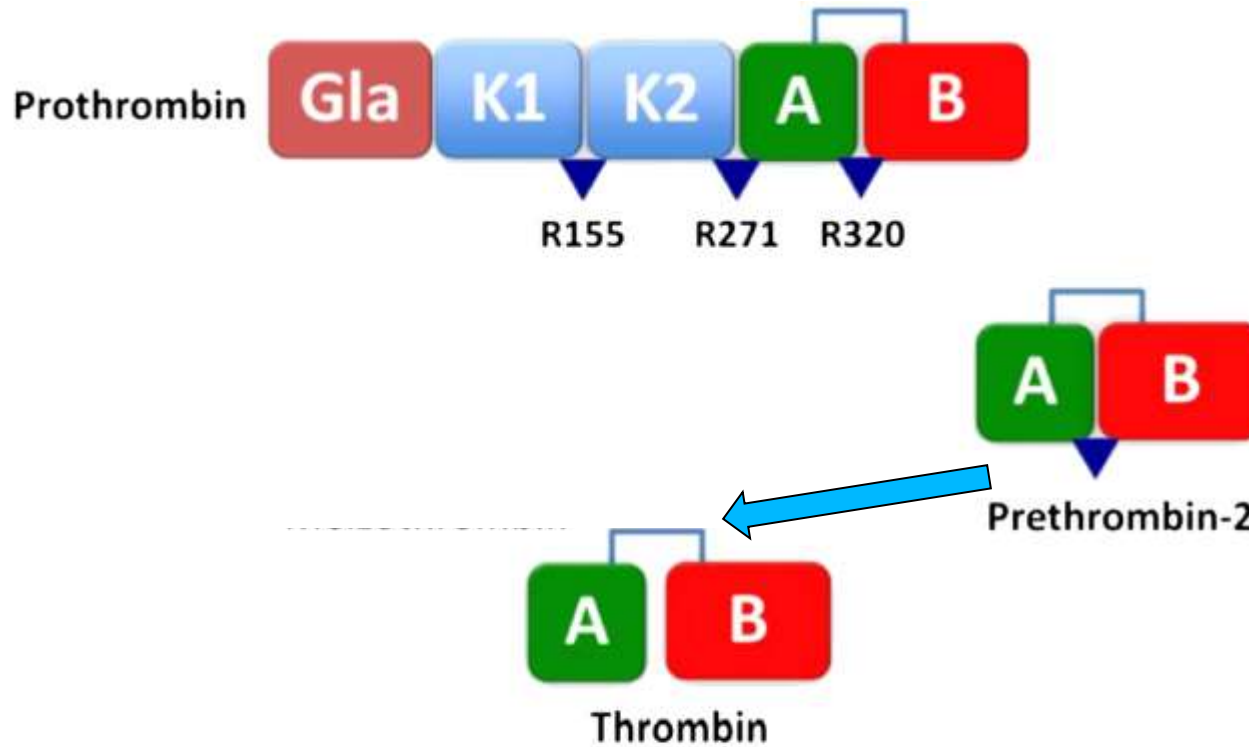 Prothrombin Gla K1 K2 A B
R155 R271 R320
A B
Prethrombin-2
A B
Thrombin